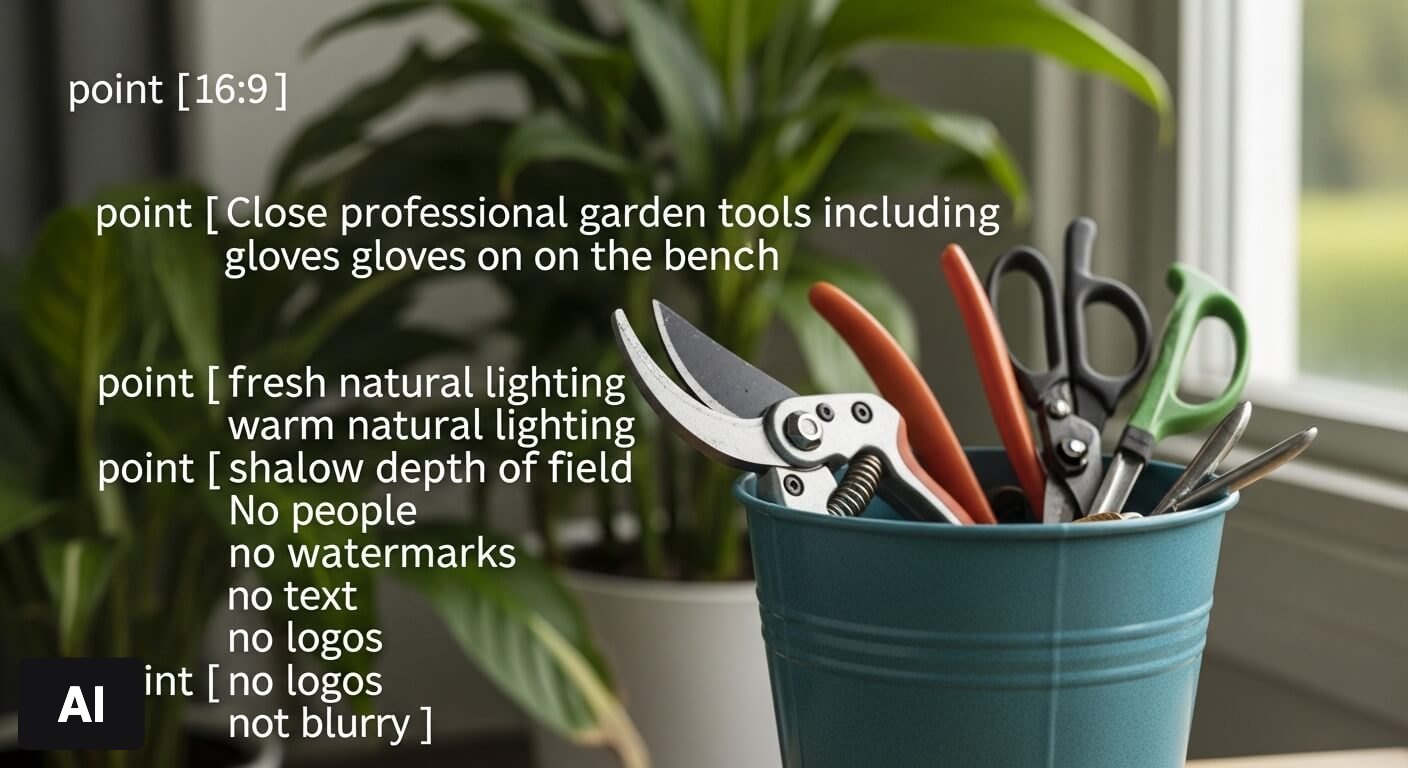 point [16:9]
point [Close professional garden tools including
gloves gloves on on the bench
point [fresh natural lighting
warm natural lighting
point [shalow depth of field
No people
no watermarks
no text
no logos
int [no logos
not blurry]
AI